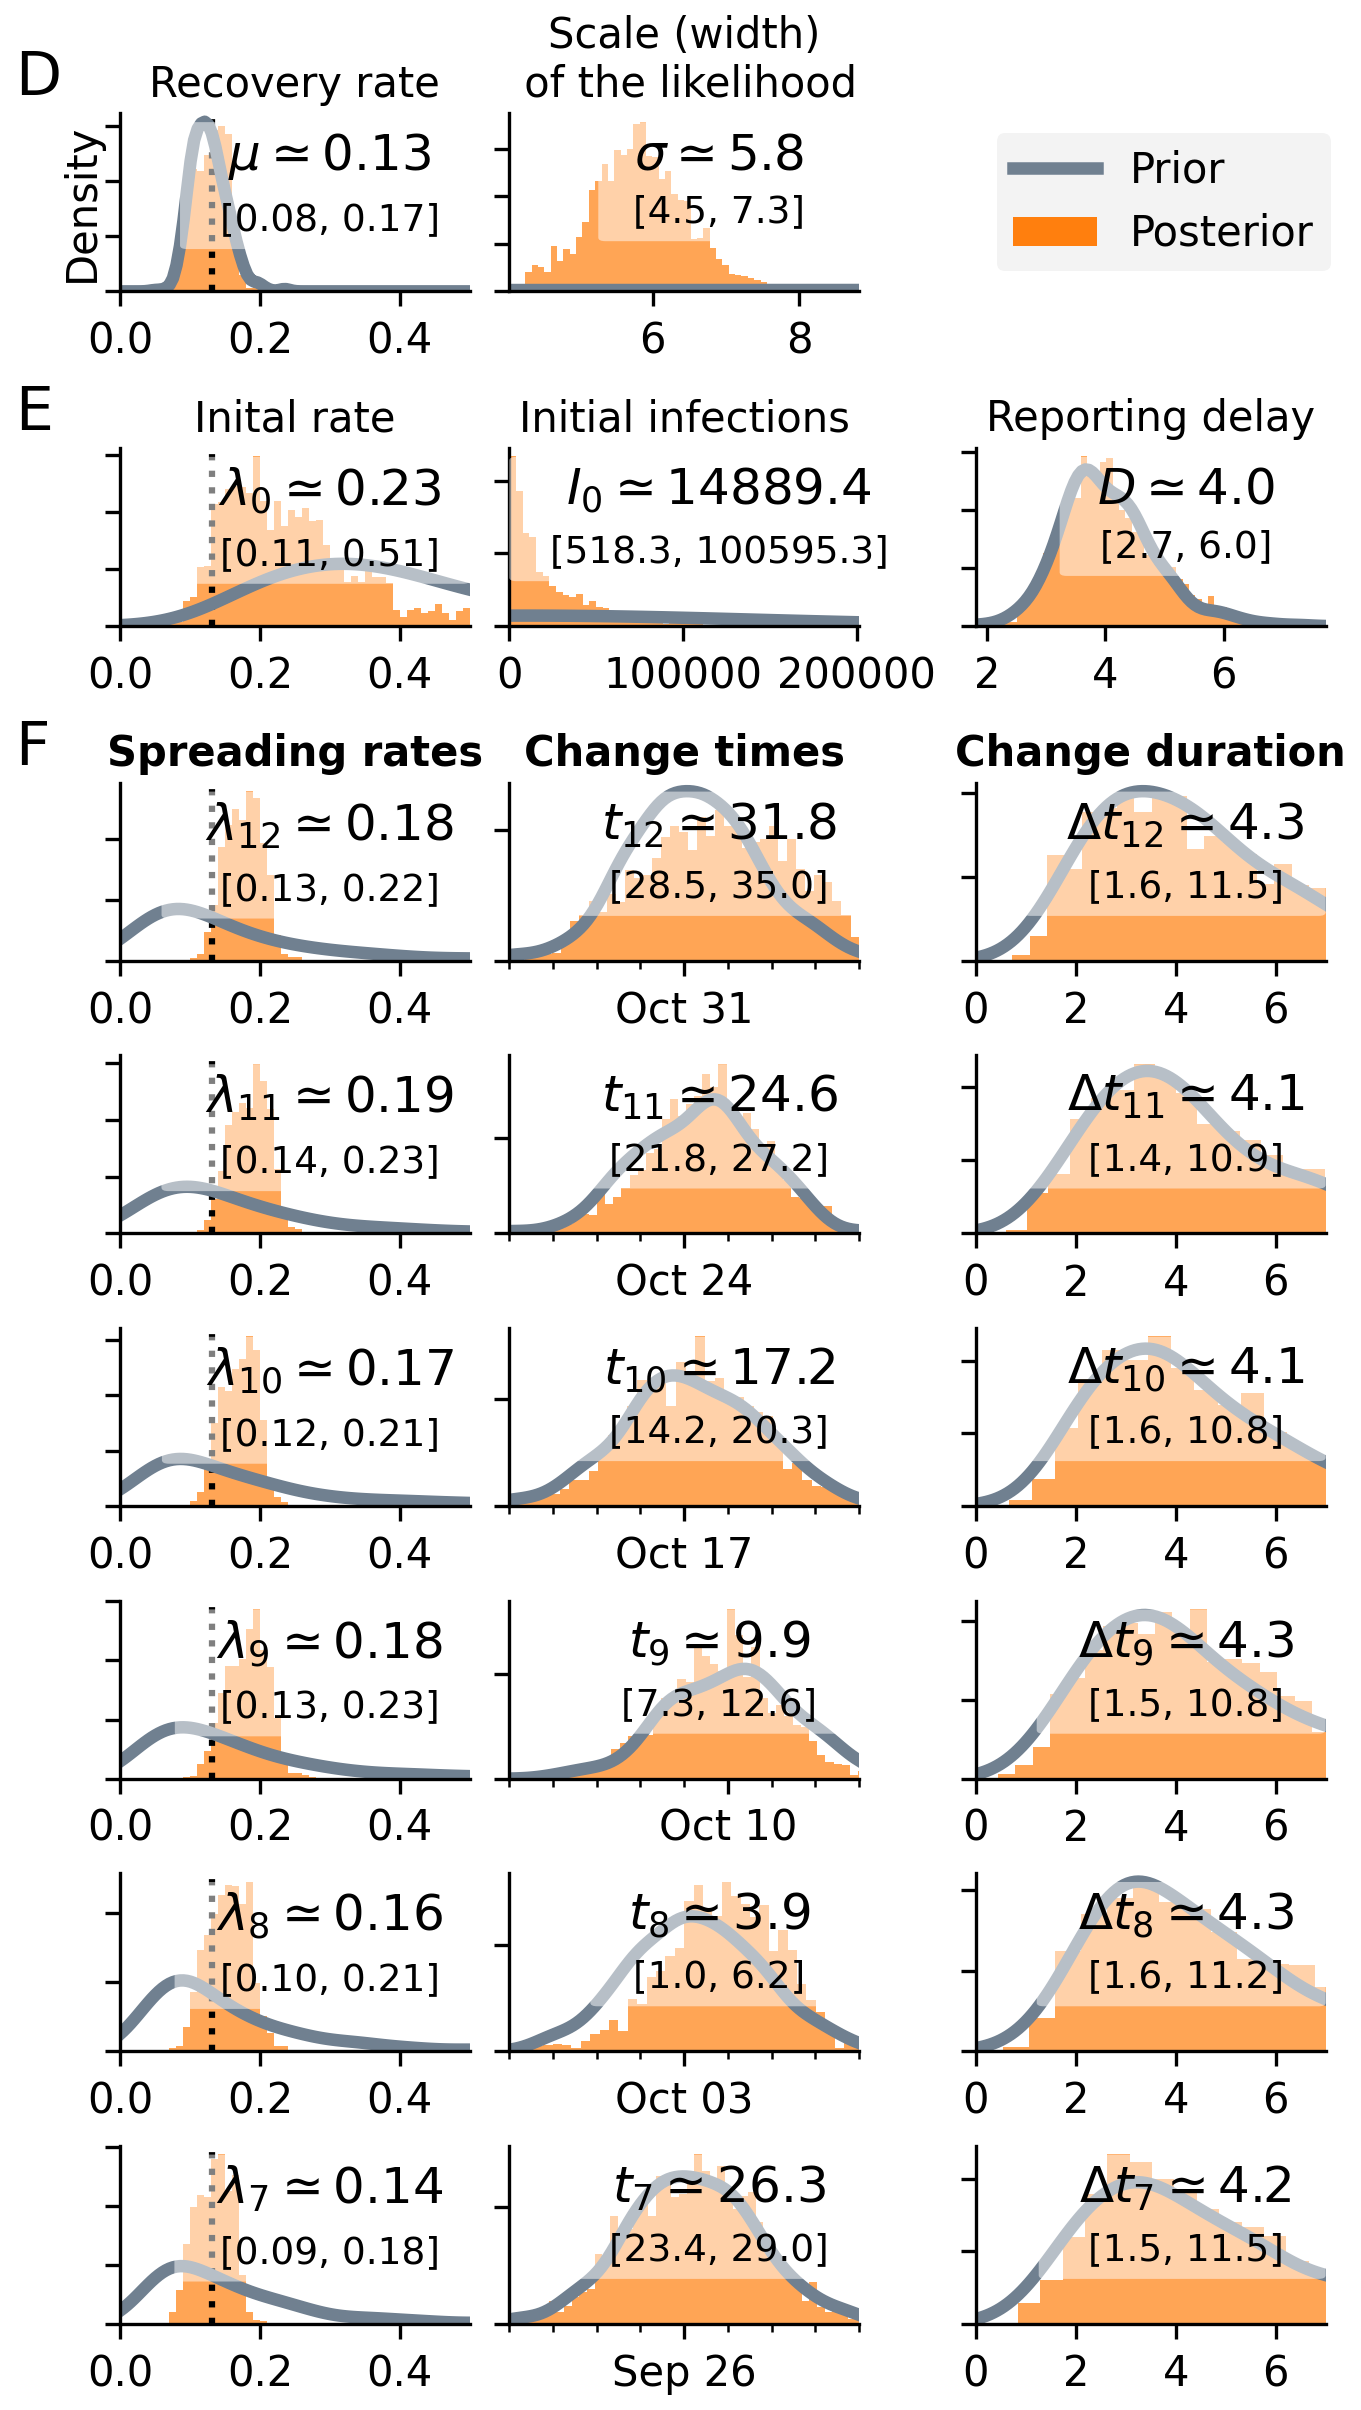 D
Recovery rate
Scale (width)
of the likelihood
Density
μ ≃ 0.13
[0.08, 0.17]
0.0 0.2 0.4
σ ≃ 5.8
[4.5, 7.3]
6 8
Prior
Posterior
E
Inital rate
λ0 ≃ 0.23
[0.11, 0.51]
0.0 0.2 0.4
Initial infections
I0 ≃ 14889.4
[518.3, 100595.3]
0 100000 200000
Reporting delay
D ≃ 4.0
[2.7, 6.0]
2 4 6
F
Spreading rates
Change times
Change duration
λ12 ≃ 0.18
[0.13, 0.22]
0.0 0.2 0.4
t12 ≃ 31.8
[28.5, 35.0]
Oct 31
Δt12 ≃ 4.3
[1.6, 11.5]
0 2 4 6
λ11 ≃ 0.19
[0.14, 0.23]
0.0 0.2 0.4
t11 ≃ 24.6
[21.8, 27.2]
Oct 24
Δt11 ≃ 4.1
[1.4, 10.9]
0 2 4 6
λ10 ≃ 0.17
[0.12, 0.21]
0.0 0.2 0.4
t10 ≃ 17.2
[14.2, 20.3]
Oct 17
Δt10 ≃ 4.1
[1.6, 10.8]
0 2 4 6
λ9 ≃ 0.18
[0.13, 0.23]
0.0 0.2 0.4
t9 ≃ 9.9
[7.3, 12.6]
Oct 10
Δt9 ≃ 4.3
[1.5, 10.8]
0 2 4 6
λ8 ≃ 0.16
[0.10, 0.21]
0.0 0.2 0.4
t8 ≃ 3.9
[1.0, 6.2]
Oct 03
Δt8 ≃ 4.3
[1.6, 11.2]
0 2 4 6
λ7 ≃ 0.14
[0.09, 0.18]
0.0 0.2 0.4
t7 ≃ 26.3
[23.4, 29.0]
Sep 26
Δt7 ≃ 4.2
[1.5, 11.5]
0 2 4 6